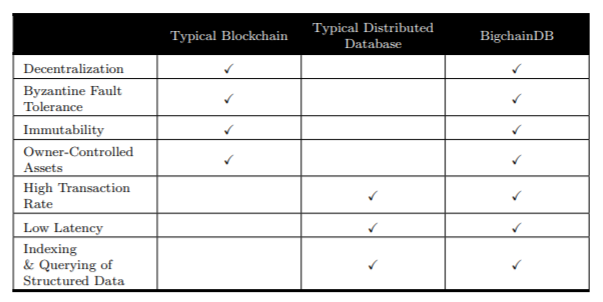 Typical Blockchain
Typical Distributed
Database
BigchainDB
Decentralization ✓ ✓
Byzantine Fault
Tolerance ✓ ✓
Immutability ✓ ✓
Owner-Controlled
Assets ✓ ✓
High Transaction
Rate ✓ ✓
Low Latency ✓ ✓
Indexing
& Querying of
Structured Data ✓ ✓